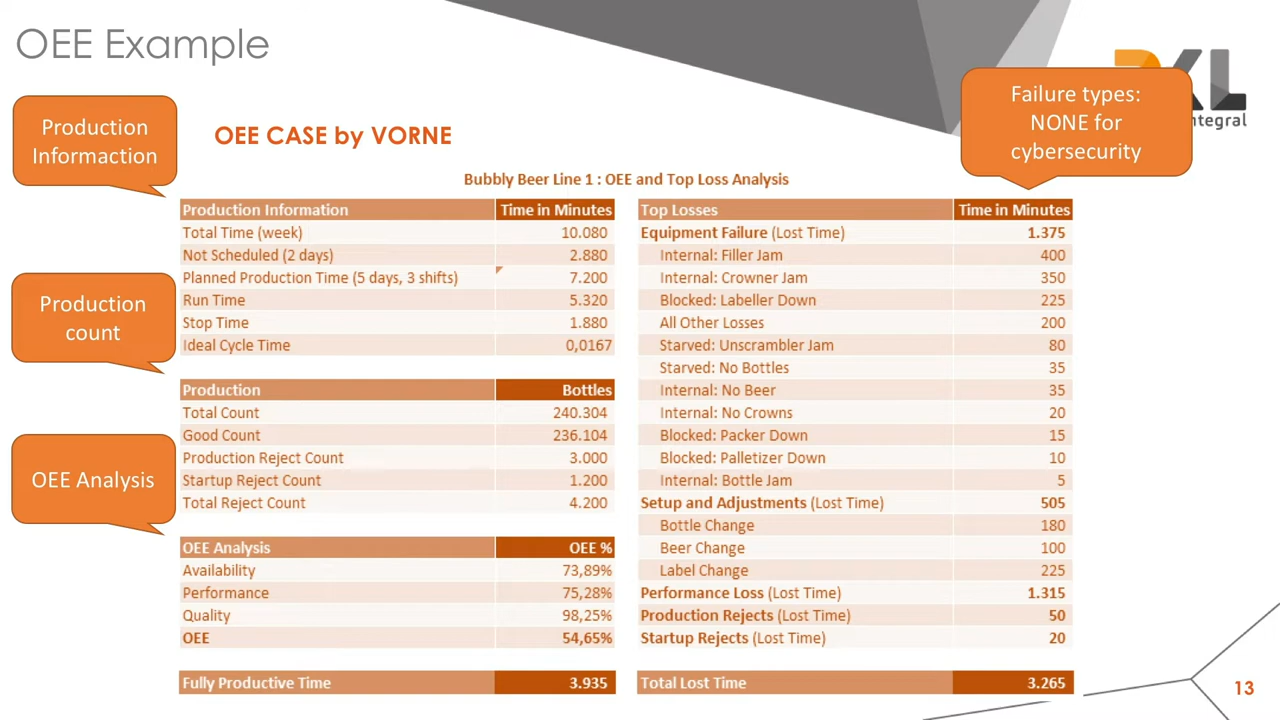 OEE Example
Production
Informaction
OEE CASE by VORNE
Failure types:
NONE for
cybersecurity
integral
Bubbly Beer Line 1 : OEE and Top Loss Analysis
Production Information Time in Minutes
Total Time (week) 10.080
Not Scheduled (2 days) 2.880
Planned Production Time (5 days, 3 shifts) 7.200
Run Time 5.320
Stop Time 1.880
Ideal Cycle Time 0,0167
Production
count
Production Bottles
Total Count 240.304
Good Count 236.104
Production Reject Count 3.000
Startup Reject Count 1.200
Total Reject Count 4.200
OEE Analysis
OEE Analysis OEE %
Availability 73,89%
Performance 75,28%
Quality 98,25%
OEE 54,65%
Fully Productive Time 3.935
Top Losses Time in Minutes
Equipment Failure (Lost Time) 1.375
Internal: Filler Jam 400
Internal: Crowner Jam 350
Blocked: Labeller Down 225
All Other Losses 200
Starved: Unscrambler Jam 80
Starved: No Bottles 35
Internal: No Beer 35
Internal: No Crowns 20
Blocked: Packer Down 15
Blocked: Palletizer Down 10
Internal: Bottle Jam 5
Setup and Adjustments (Lost Time) 505
Bottle Change 180
Beer Change 100
Label Change 225
Performance Loss (Lost Time) 1.315
Production Rejects (Lost Time) 50
Startup Rejects (Lost Time) 20
Total Lost Time 3.265
13